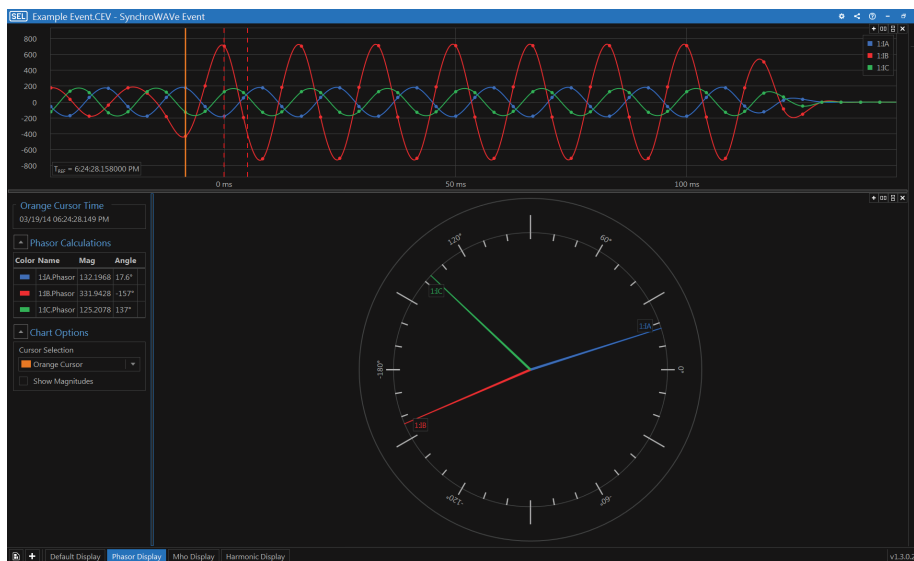 SEL Example Event.CEV - SynchroWAVe Event
800
600
400
200
0
-200
-400
-600
-800
1:IA
1:IB
1:IC
TREF = 6:24:28.158000 PM
0 ms
50 ms
100 ms
Orange Cursor Time
03/19/14 06:24:28.149 PM
Phasor Calculations
Color Name Mag Angle
1:IA.Phasor 132.1968 17.6°
1:IB.Phasor 331.9428 -157°
1:IC.Phasor 125.2078 137°
Chart Options
Cursor Selection
Orange Cursor
Show Magnitudes
120°
60°
1:IC
1:IA
-180°
0°
1:IB
-120°
-60°
Default Display Phasor Display Mho Display Harmonic Display
v1.3.0.2